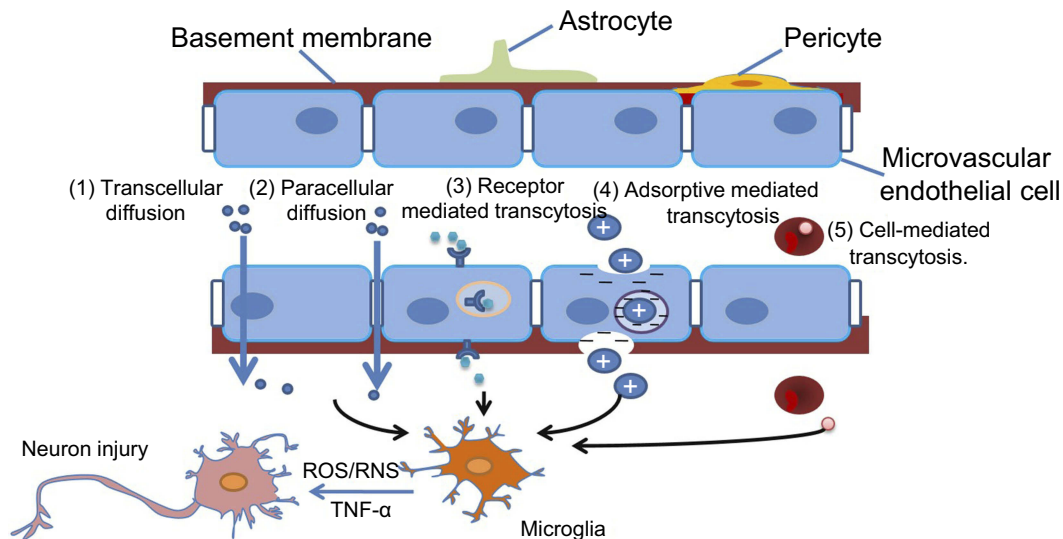 Astrocyte
Basement membrane
Pericyte
Microvascular
endothelial cell
(1) Transcellular
diffusion
(2) Paracellular
diffusion
(3) Receptor
mediated transcytosis
(4) Adsorptive mediated
transcytosis
(5) Cell-mediated
transcytosis.
+
+
+
+
+
Neuron injury
ROS/RNS
TNF-α
Microglia